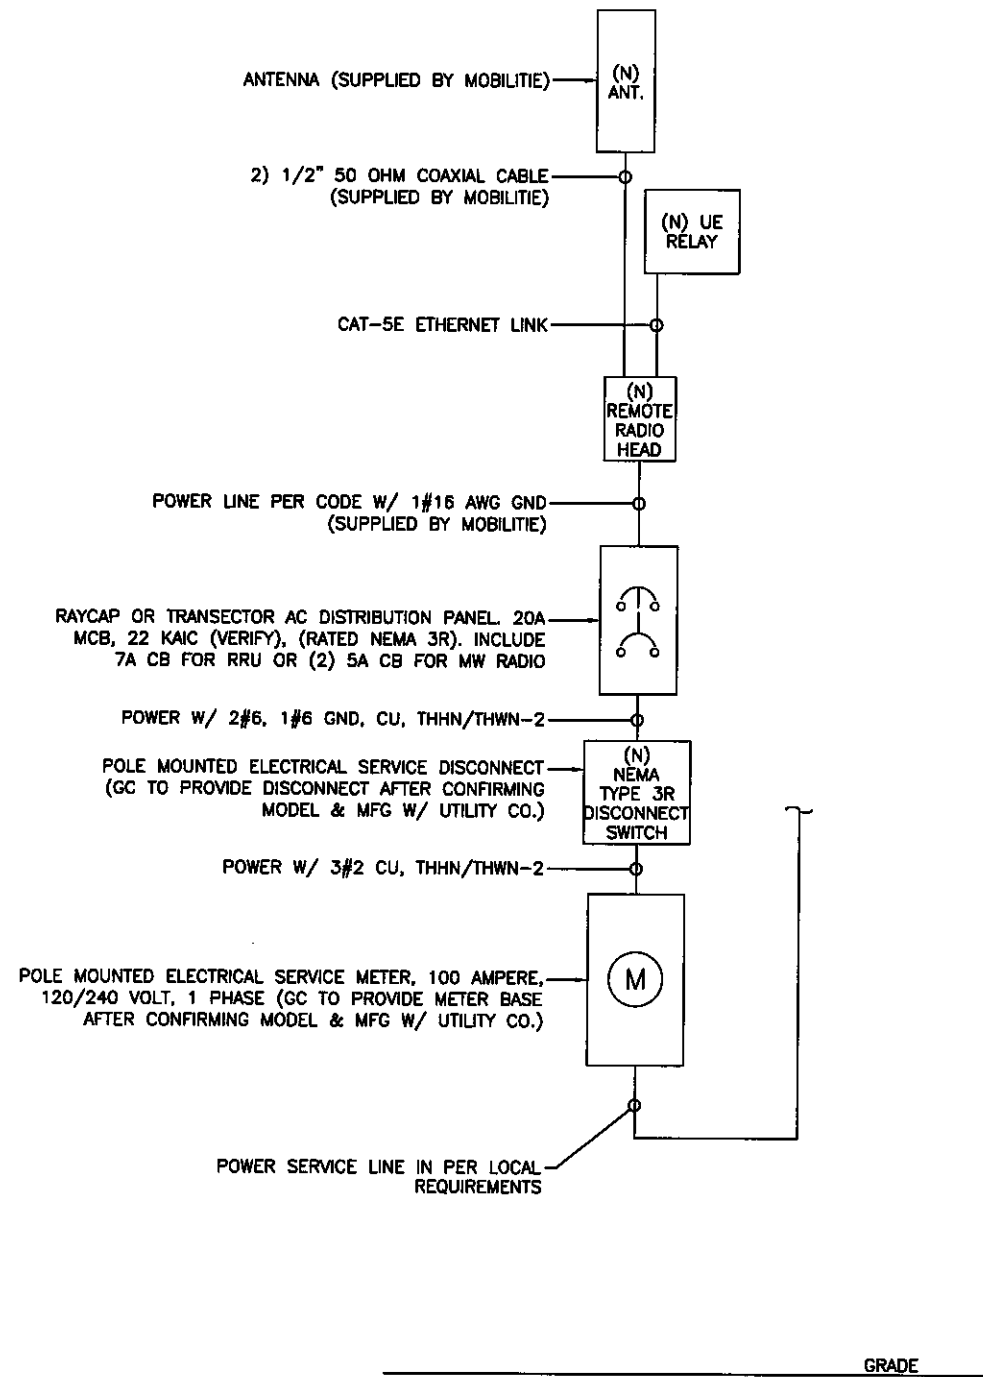 ANTENNA (SUPPLIED BY MOBILITIE)
(N)
ANT.
2) 1/2" 50 OHM COAXIAL CABLE
(SUPPLIED BY MOBILITIE)
(N) UE
RELAY
CAT-5E ETHERNET LINK
(N)
REMOTE
RADIO
HEAD
POWER LINE PER CODE W/ 1#16 AWG GND
(SUPPLIED BY MOBILITIE)
RAYCAP OR TRANSECTOR AC DISTRIBUTION PANEL. 20A
MCB, 22 KAIC (VERIFY), (RATED NEMA 3R). INCLUDE
7A CB FOR RRU OR (2) 5A CB FOR MW RADIO
POWER W/ 2#6, 1#6 GND, CU, THHN/THWN-2
POLE MOUNTED ELECTRICAL SERVICE DISCONNECT
(GC TO PROVIDE DISCONNECT AFTER CONFIRMING
MODEL & MFG W/ UTILITY CO.)
(N)
NEMA
TYPE 3R
DISCONNECT
SWITCH
POWER W/ 3#2 CU, THHN/THWN-2
POLE MOUNTED ELECTRICAL SERVICE METER, 100 AMPERE,
120/240 VOLT, 1 PHASE (GC TO PROVIDE METER BASE
AFTER CONFIRMING MODEL & MFG W/ UTILITY CO.)
M
POWER SERVICE LINE IN PER LOCAL
REQUIREMENTS
GRADE